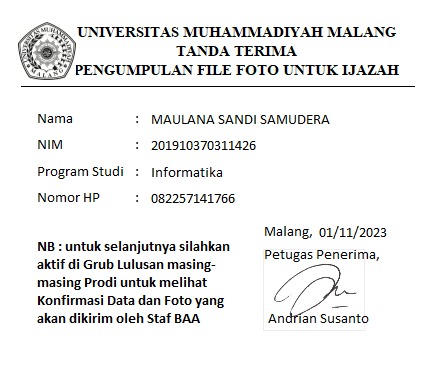 UNIVERSITAS MUHAMMADIYAH MALANG
TANDA TERIMA
PENGUMPULAN FILE FOTO UNTUK IJAZAH
Nama : MAULANA SANDI SAMUDERA
NIM : 201910370311426
Program Studi : Informatika
Nomor HP : 082257141766
Malang, 01/11/2023
Petugas Penerima,
NB : untuk selanjutnya silahkan
aktif di Grub Lulusan masing-
masing Prodi untuk melihat
Konfirmasi Data dan Foto yang
akan dikirim oleh Staf BAA
Andrian Susanto